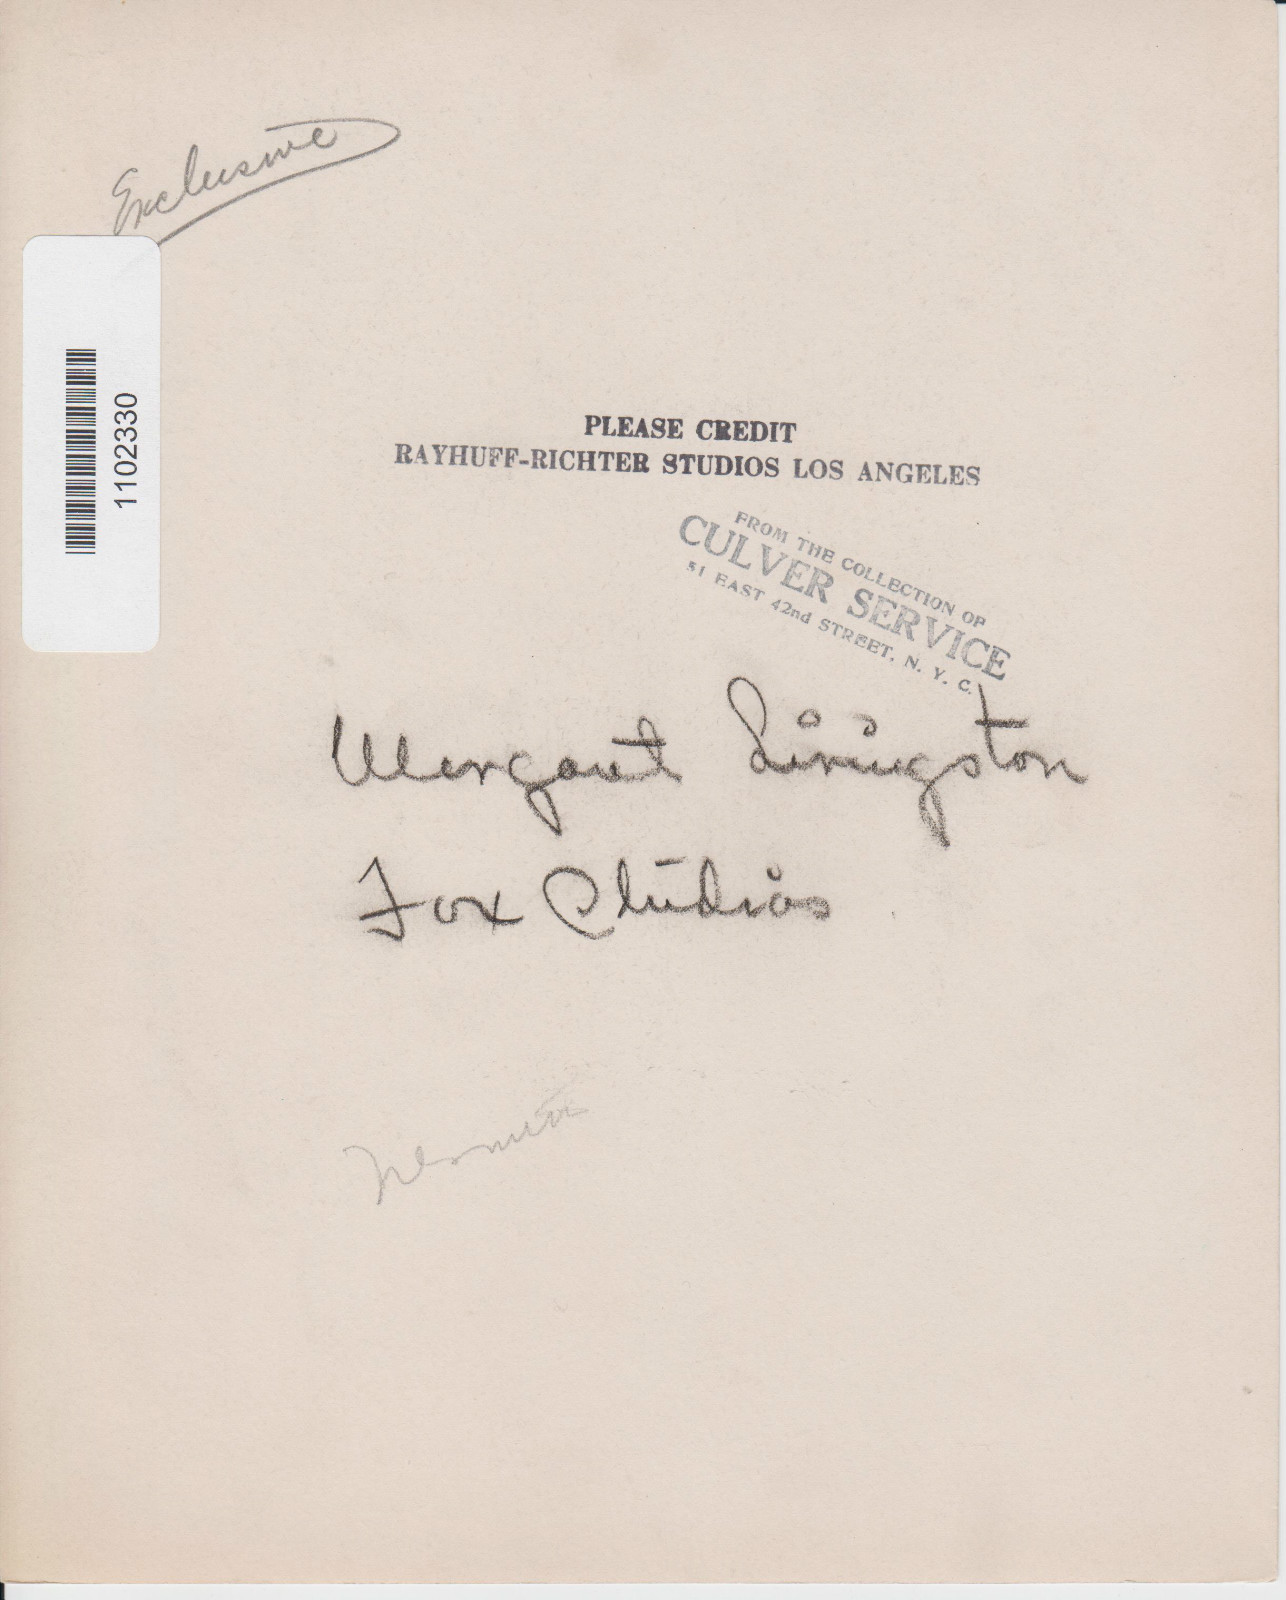 Exclusive
1102330
PLEASE CREDIT
RAYHUFF-RICHTER STUDIOS LOS ANGELES
FROM THE COLLECTION OF
CULVER SERVICE
51 EAST 42nd STREET, N. Y. C.
Margaret Livingston
Fox Studios